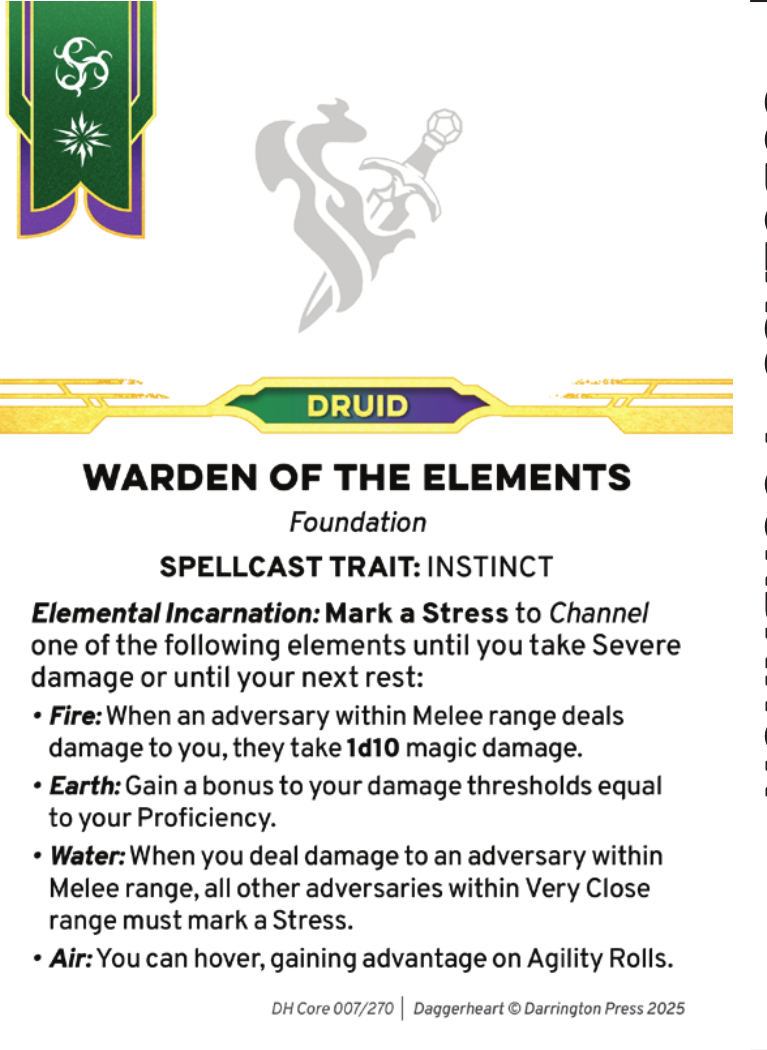 DRUID
WARDEN OF THE ELEMENTS
Foundation
SPELLCAST TRAIT: INSTINCT
Elemental Incarnation: Mark a Stress to Channel
one of the following elements until you take Severe
damage or until your next rest:
• Fire: When an adversary within Melee range deals
damage to you, they take 1d10 magic damage.
• Earth: Gain a bonus to your damage thresholds equal
to your Proficiency.
• Water: When you deal damage to an adversary within
Melee range, all other adversaries within Very Close
range must mark a Stress.
• Air: You can hover, gaining advantage on Agility Rolls.
DH Core 007/270 | Daggerheart © Darrington Press 2025